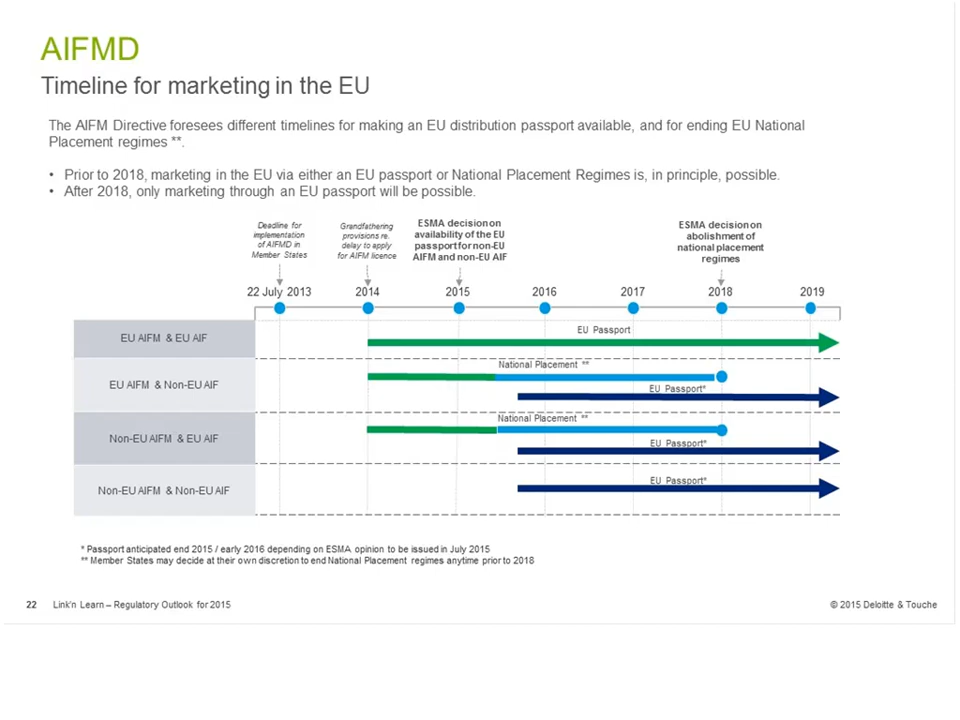 AIFMD
Timeline for marketing in the EU
The AIFM Directive foresees different timelines for making an EU distribution passport available, and for ending EU National
Placement regimes **.
• Prior to 2018, marketing in the EU via either an EU passport or National Placement Regimes is, in principle, possible.
• After 2018, only marketing through an EU passport will be possible.
Deadline for
implementation
of AIFMD in
Member States
Grandfathering
provisions re.
delay to apply
for AIFM licence
ESMA decision on
availability of the EU
passport for non-EU
AIFM and non-EU AIF
ESMA decision on
abolishment of
national placement
regimes
22 July 2013
2014
2015
2016
2017
2018
2019
EU AIFM & EU AIF
EU Passport
EU AIFM & Non-EU AIF
National Placement **
EU Passport*
Non-EU AIFM & EU AIF
National Placement **
EU Passport*
Non-EU AIFM & Non-EU AIF
EU Passport*
* Passport anticipated end 2015 / early 2016 depending on ESMA opinion to be issued in July 2015
** Member States may decide at their own discretion to end National Placement regimes anytime prior to 2018
22 Link'n Learn – Regulatory Outlook for 2015
© 2015 Deloitte & Touche